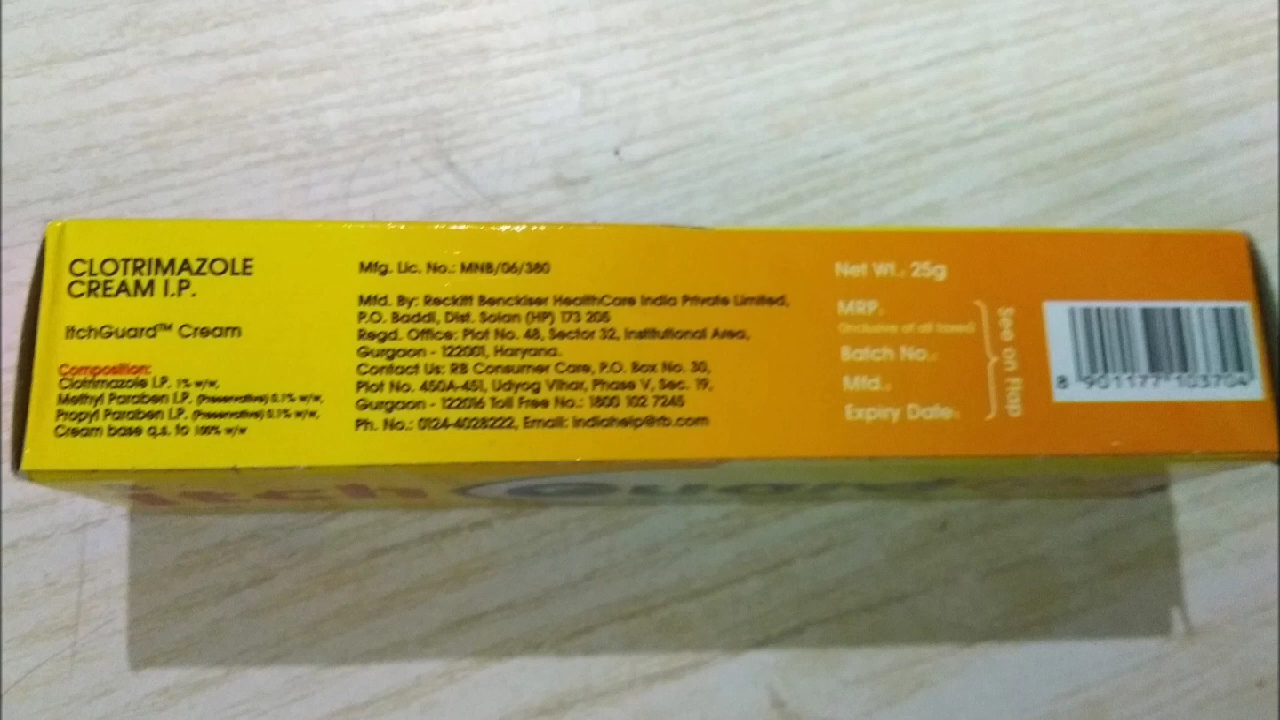 CLOTRIMAZOLE
CREAM I.P.
ItchGuard™ Cream
Composition:
Clotrimazole I.P. 1% w/w,
Methyl Paraben I.P. (Preservative) 0.1% w/w,
Propyl Paraben I.P. (Preservative) 0.1% w/w,
Cream base q.s. to 100% w/w
Mfg. Lic. No.: MNB/06/380
Mfd. By: Reckitt Benckiser HealthCare India Private Limited,
P.O. Baddi, Dist. Solan (HP) 173 205
Regd. Office: Plot No. 48, Sector 32, Institutional Area,
Gurgaon - 122001, Haryana.
Contact Us: RB Consumer Care, P.O. Box No. 30,
Plot No. 450A-451, Udyog Vihar, Phase V, Sec. 19,
Gurgaon - 122016 Toll Free No.: 1800 102 7245
Ph. No.: 0124-4028222, Email: indiahelp@rb.com
Net Wt.: 25g
MRP.
(Inclusive of all taxes)
Batch No.:
Mfd.:
Expiry Date:
See on flap
8 901177 103704
Itch Guard